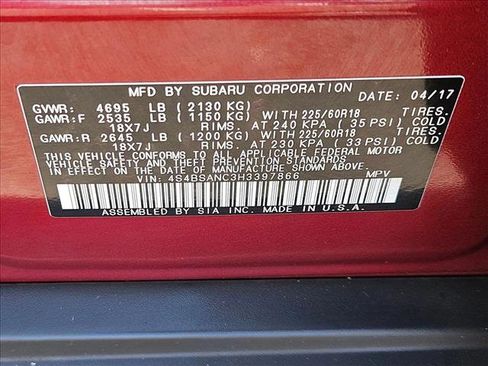 MFD BY SUBARU CORPORATION DATE: 04/17
GVWR: 4695 LB (2130 KG)
GAWR:F 2535 LB (1150 KG) WITH 225/60R18 TIRES.
18X7J RIMS. AT 240 KPA (35 PSI) COLD
GAWR:R 2645 LB (1200 KG) WITH 225/60R18 TIRES.
18X7J RIMS. AT 230 KPA (33 PSI) COLD
THIS VEHICLE CONFORMS TO ALL APPLICABLE FEDERAL MOTOR
VEHICLE SAFETY AND THEFT PREVENTION STANDARDS
IN EFFECT ON THE DATE OF MANUFACTURE SHOWN ABOVE.
VIN: 4S4BSANC3H3397866 MPV
ASSEMBLED BY SIA INC. MADE IN U.S.A.